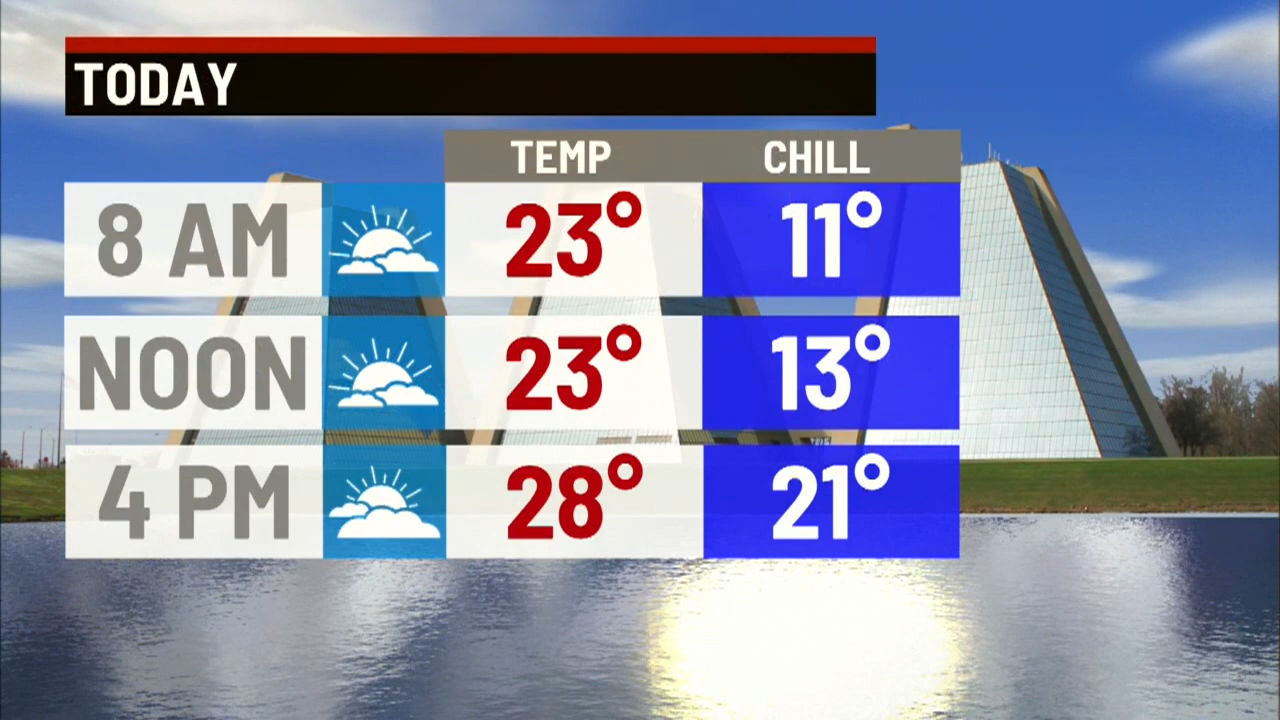 TODAY
TEMP CHILL
8 AM 23° 11°
NOON 23° 13°
4 PM 28° 21°